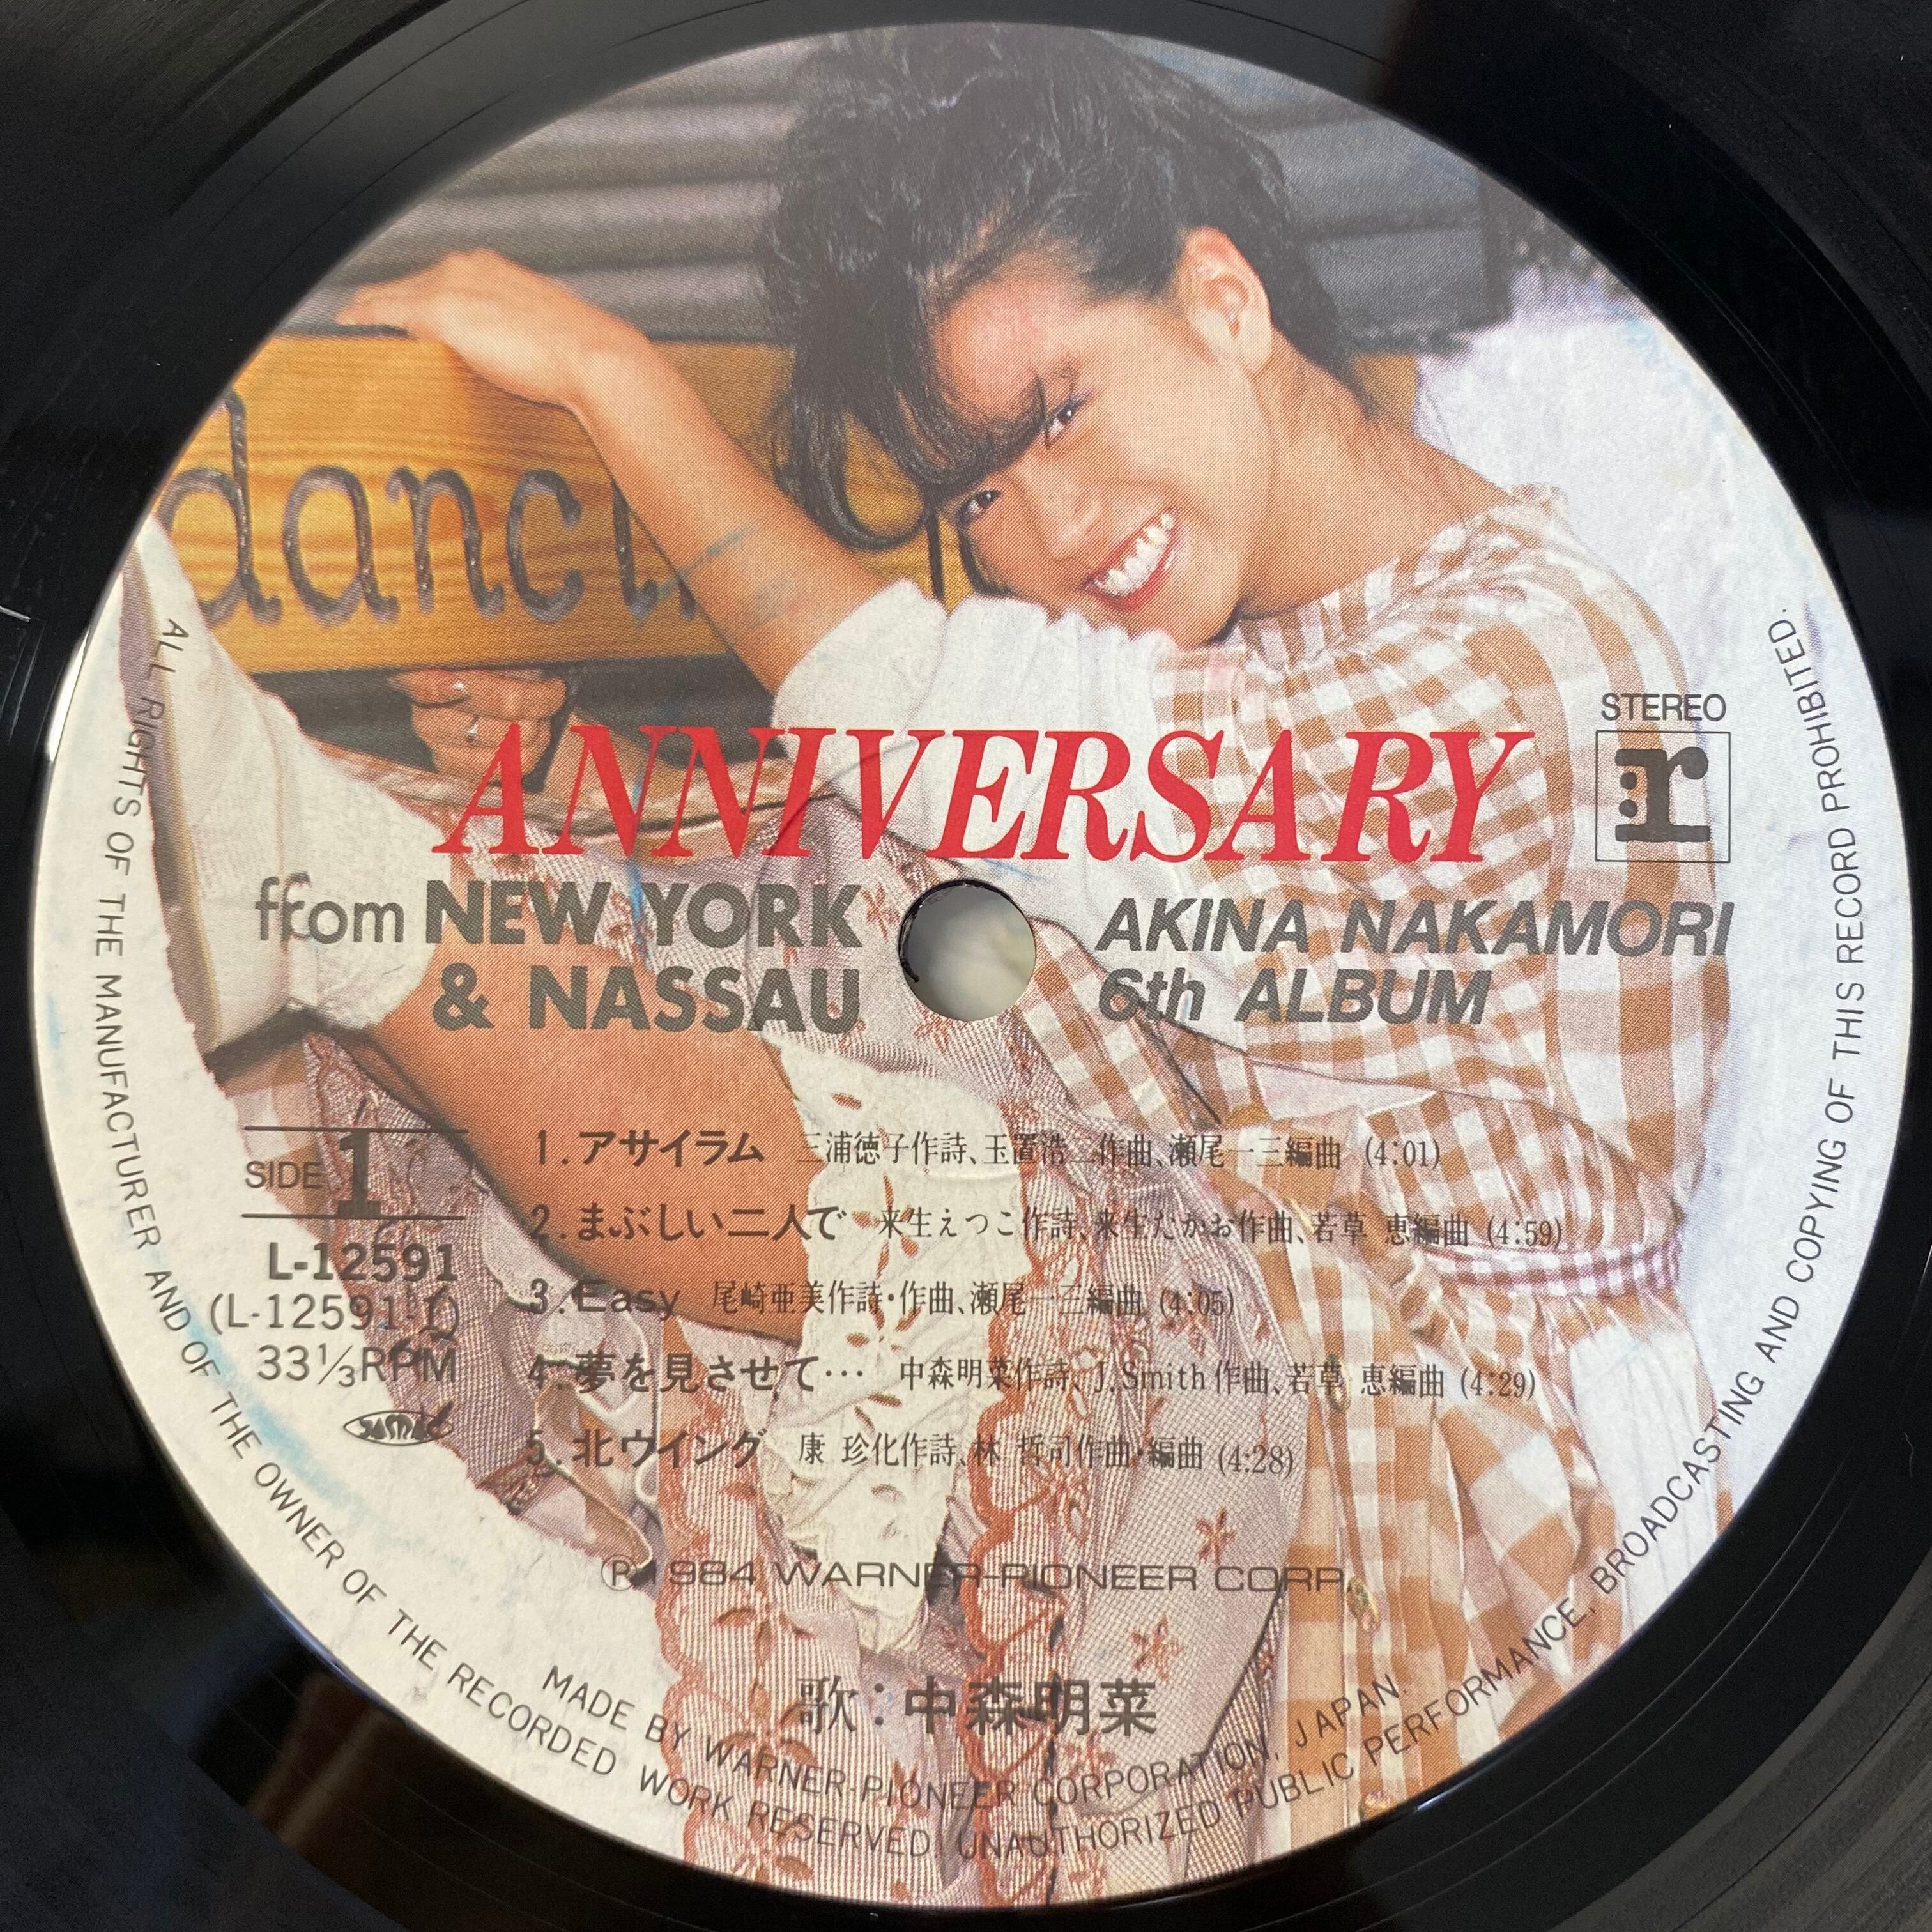 dancin
ANNIVERSARY
STEREO
r
from NEW YORK
& NASSAU
AKINA NAKAMORI
6th ALBUM
SIDE 1
L-12591
(L-12591-1)
33⅓RPM
JASRAC
1.アサイラム 三浦徳子作詩、玉置浩二作曲、瀬尾一三編曲 (4:01)
2.まぶしい二人で 来生えつこ作詩、来生たかお作曲、若草 恵編曲 (4:59)
3.Easy 尾崎亜美作詩・作曲、瀬尾一三編曲 (4:05)
4.夢を見させて… 中森明菜作詩、J.Smith作曲、若草 恵編曲 (4:29)
5.北ウイング 康 珍化作詩、林 哲司作曲・編曲 (4:28)
Ⓟ 1984 WARNER-PIONEER CORP.
歌：中森明菜
MADE BY WARNER-PIONEER CORPORATION, JAPAN.
ALL RIGHTS OF THE MANUFACTURER AND OF THE OWNER OF THE RECORDED WORK RESERVED. UNAUTHORIZED PUBLIC PERFORMANCE, BROADCASTING AND COPYING OF THIS RECORD PROHIBITED.